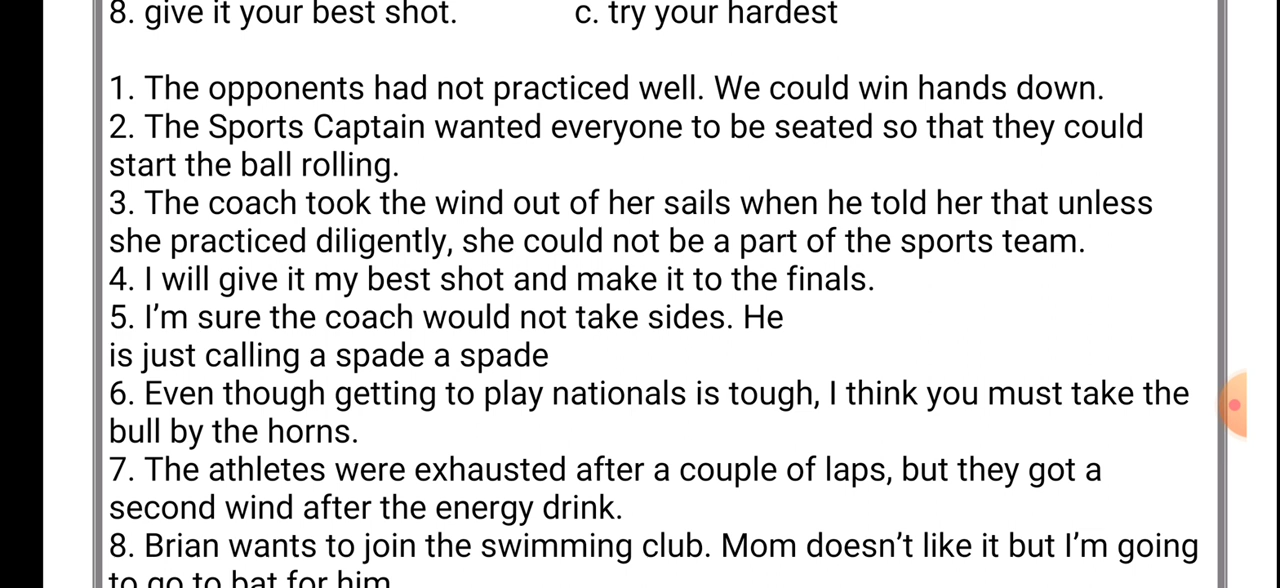 8. give it your best shot. c. try your hardest
1. The opponents had not practiced well. We could win hands down.
2. The Sports Captain wanted everyone to be seated so that they could
start the ball rolling.
3. The coach took the wind out of her sails when he told her that unless
she practiced diligently, she could not be a part of the sports team.
4. I will give it my best shot and make it to the finals.
5. I’m sure the coach would not take sides. He
is just calling a spade a spade
6. Even though getting to play nationals is tough, I think you must take the
bull by the horns.
7. The athletes were exhausted after a couple of laps, but they got a
second wind after the energy drink.
8. Brian wants to join the swimming club. Mom doesn’t like it but I’m going
to go to bat for him